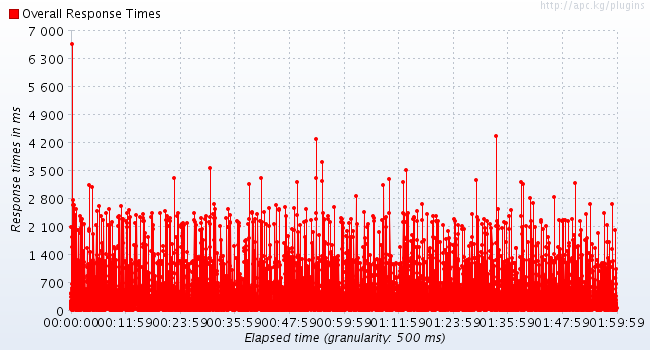 http://apc.kg/plugins
Overall Response Times
7 000
6 300
5 600
4 900
4 200
3 500
2 800
2 100
1 400
700
0
Response times in ms
00:00:00 00:11:59 00:23:59 00:35:59 00:47:59 00:59:59 01:11:59 01:23:59 01:35:59 01:47:59 01:59:59
Elapsed time (granularity: 500 ms)